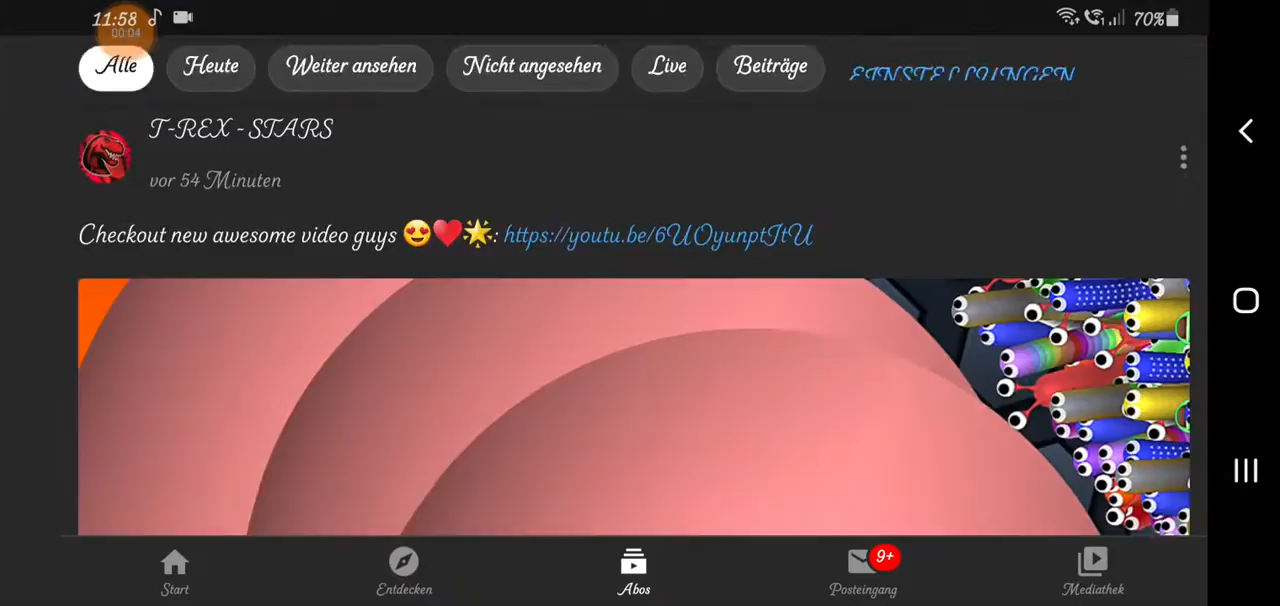 11:58
70%
00:04
Alle
Heute
Weiter ansehen
Nicht angesehen
Live
Beiträge
EINSTELLUNGEN
T-REX - STARS
vor 54 Minuten
Checkout new awesome video guys 😍❤️🌟: https://youtu.be/6UOyunptJtU
9+
Start
Entdecken
Abos
Posteingang
Mediathek